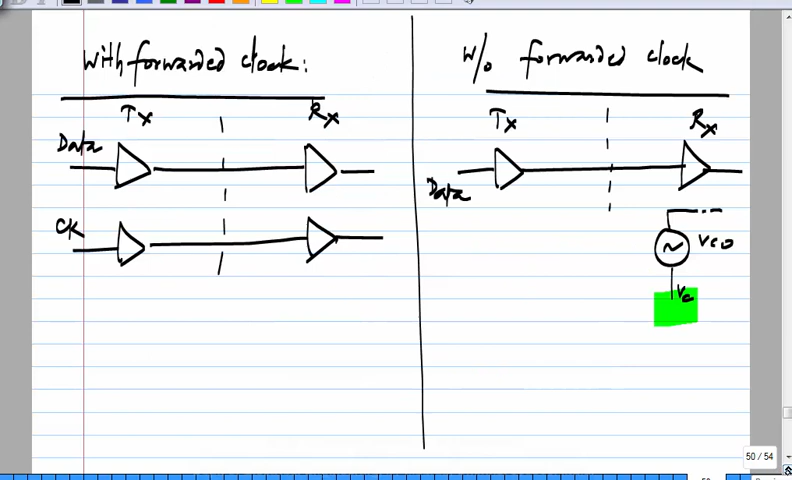 With forwarded clock:
Tx
Rx
Data
CK
W/o forwarded clock
Tx
Rx
Data
VCO
Vc
50 / 54